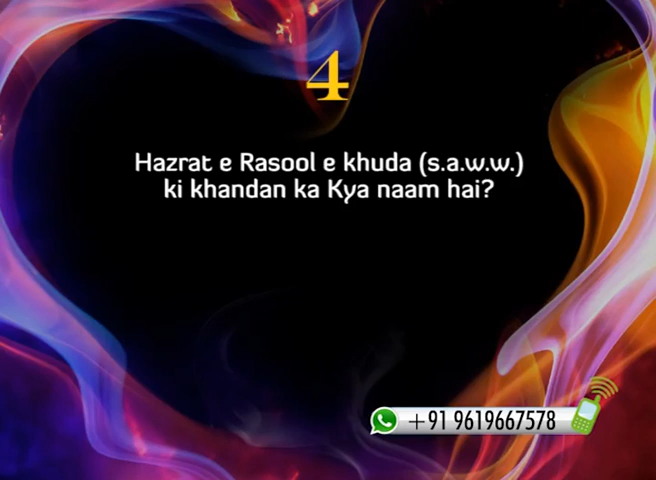 4
Hazrat e Rasool e khuda (s.a.w.w.)
ki khandan ka Kya naam hai?
+91 9619667578